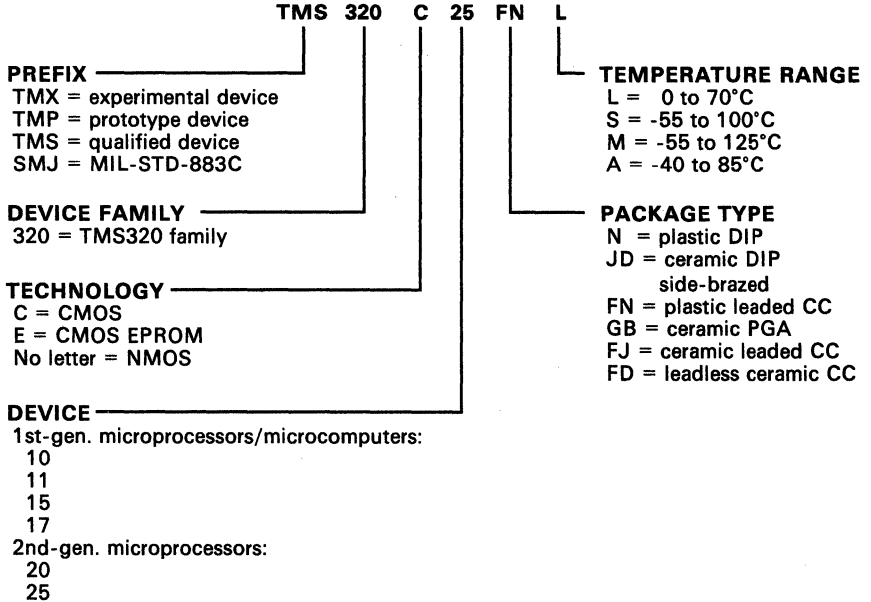 TMS 320 C 25 FN L
PREFIX
TMX = experimental device
TMP = prototype device
TMS = qualified device
SMJ = MIL-STD-883C
DEVICE FAMILY
320 = TMS320 family
TECHNOLOGY
C = CMOS
E = CMOS EPROM
No letter = NMOS
DEVICE
1st-gen. microprocessors/microcomputers:
10
11
15
17
2nd-gen. microprocessors:
20
25
TEMPERATURE RANGE
L = 0 to 70°C
S = -55 to 100°C
M = -55 to 125°C
A = -40 to 85°C
PACKAGE TYPE
N = plastic DIP
JD = ceramic DIP
side-brazed
FN = plastic leaded CC
GB = ceramic PGA
FJ = ceramic leaded CC
FD = leadless ceramic CC